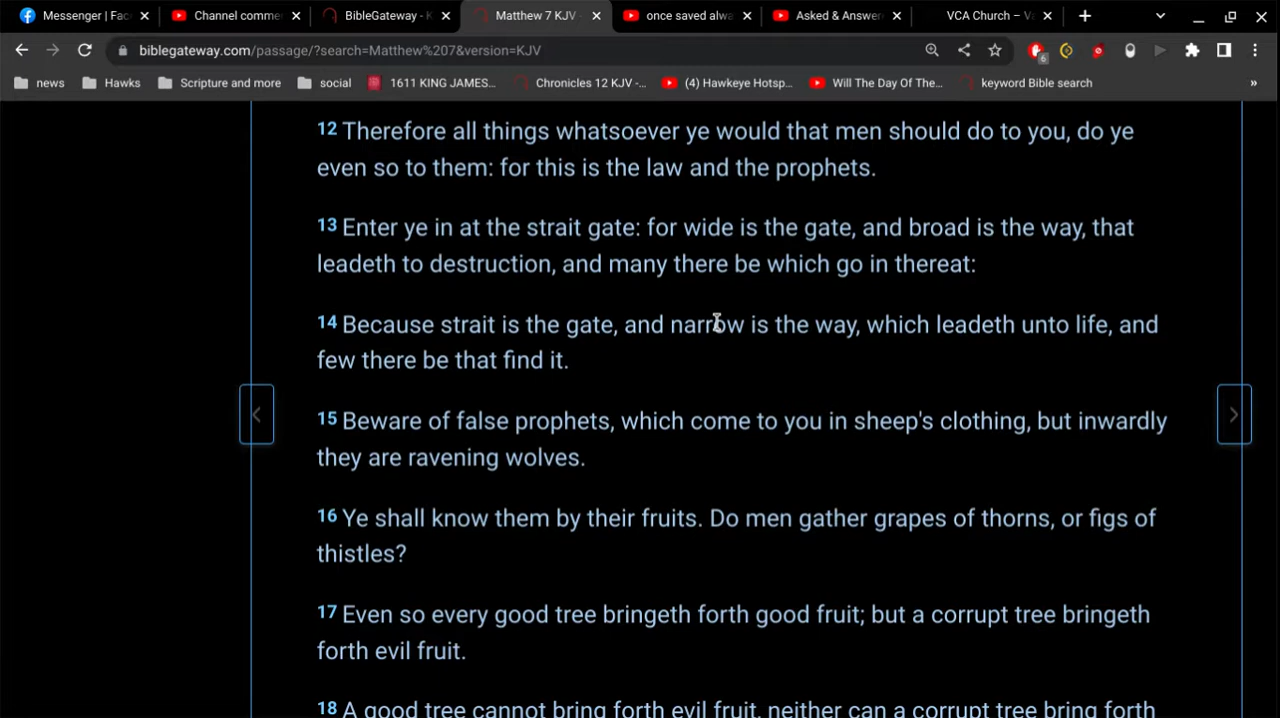 Messenger | Fac
Channel comme
BibleGateway - K
Matthew 7 KJV
once saved alwa
Asked & Answere
VCA Church – Va
biblegateway.com/passage/?search=Matthew%207&version=KJV
6
news
Hawks
Scripture and more
social
1611 KING JAMES...
Chronicles 12 KJV -...
(4) Hawkeye Hotsp...
Will The Day Of The...
keyword Bible search
»
12 Therefore all things whatsoever ye would that men should do to you, do ye
even so to them: for this is the law and the prophets.
13 Enter ye in at the strait gate: for wide is the gate, and broad is the way, that
leadeth to destruction, and many there be which go in thereat:
14 Because strait is the gate, and narrow is the way, which leadeth unto life, and
few there be that find it.
15 Beware of false prophets, which come to you in sheep's clothing, but inwardly
they are ravening wolves.
16 Ye shall know them by their fruits. Do men gather grapes of thorns, or figs of
thistles?
17 Even so every good tree bringeth forth good fruit; but a corrupt tree bringeth
forth evil fruit.
18 A good tree cannot bring forth evil fruit, neither can a corrupt tree bring forth